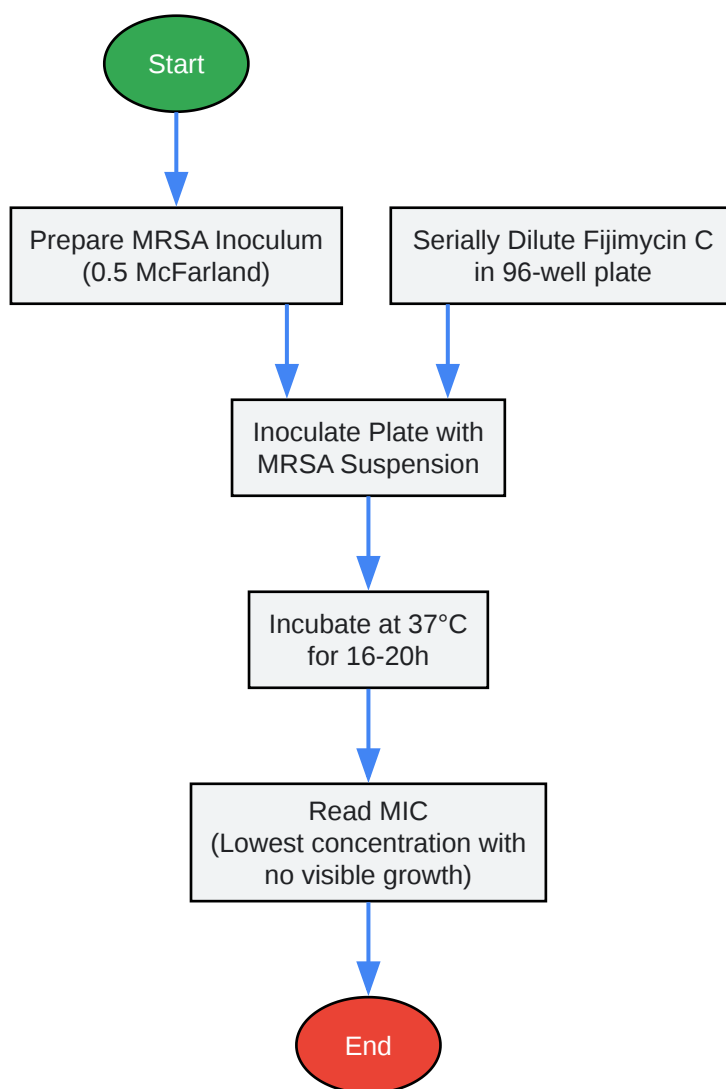 Start
Prepare MRSA Inoculum
(0.5 McFarland)
Serially Dilute Fijimycin C
in 96-well plate
Inoculate Plate with
MRSA Suspension
Incubate at 37°C
for 16-20h
Read MIC
(Lowest concentration with
no visible growth)
End